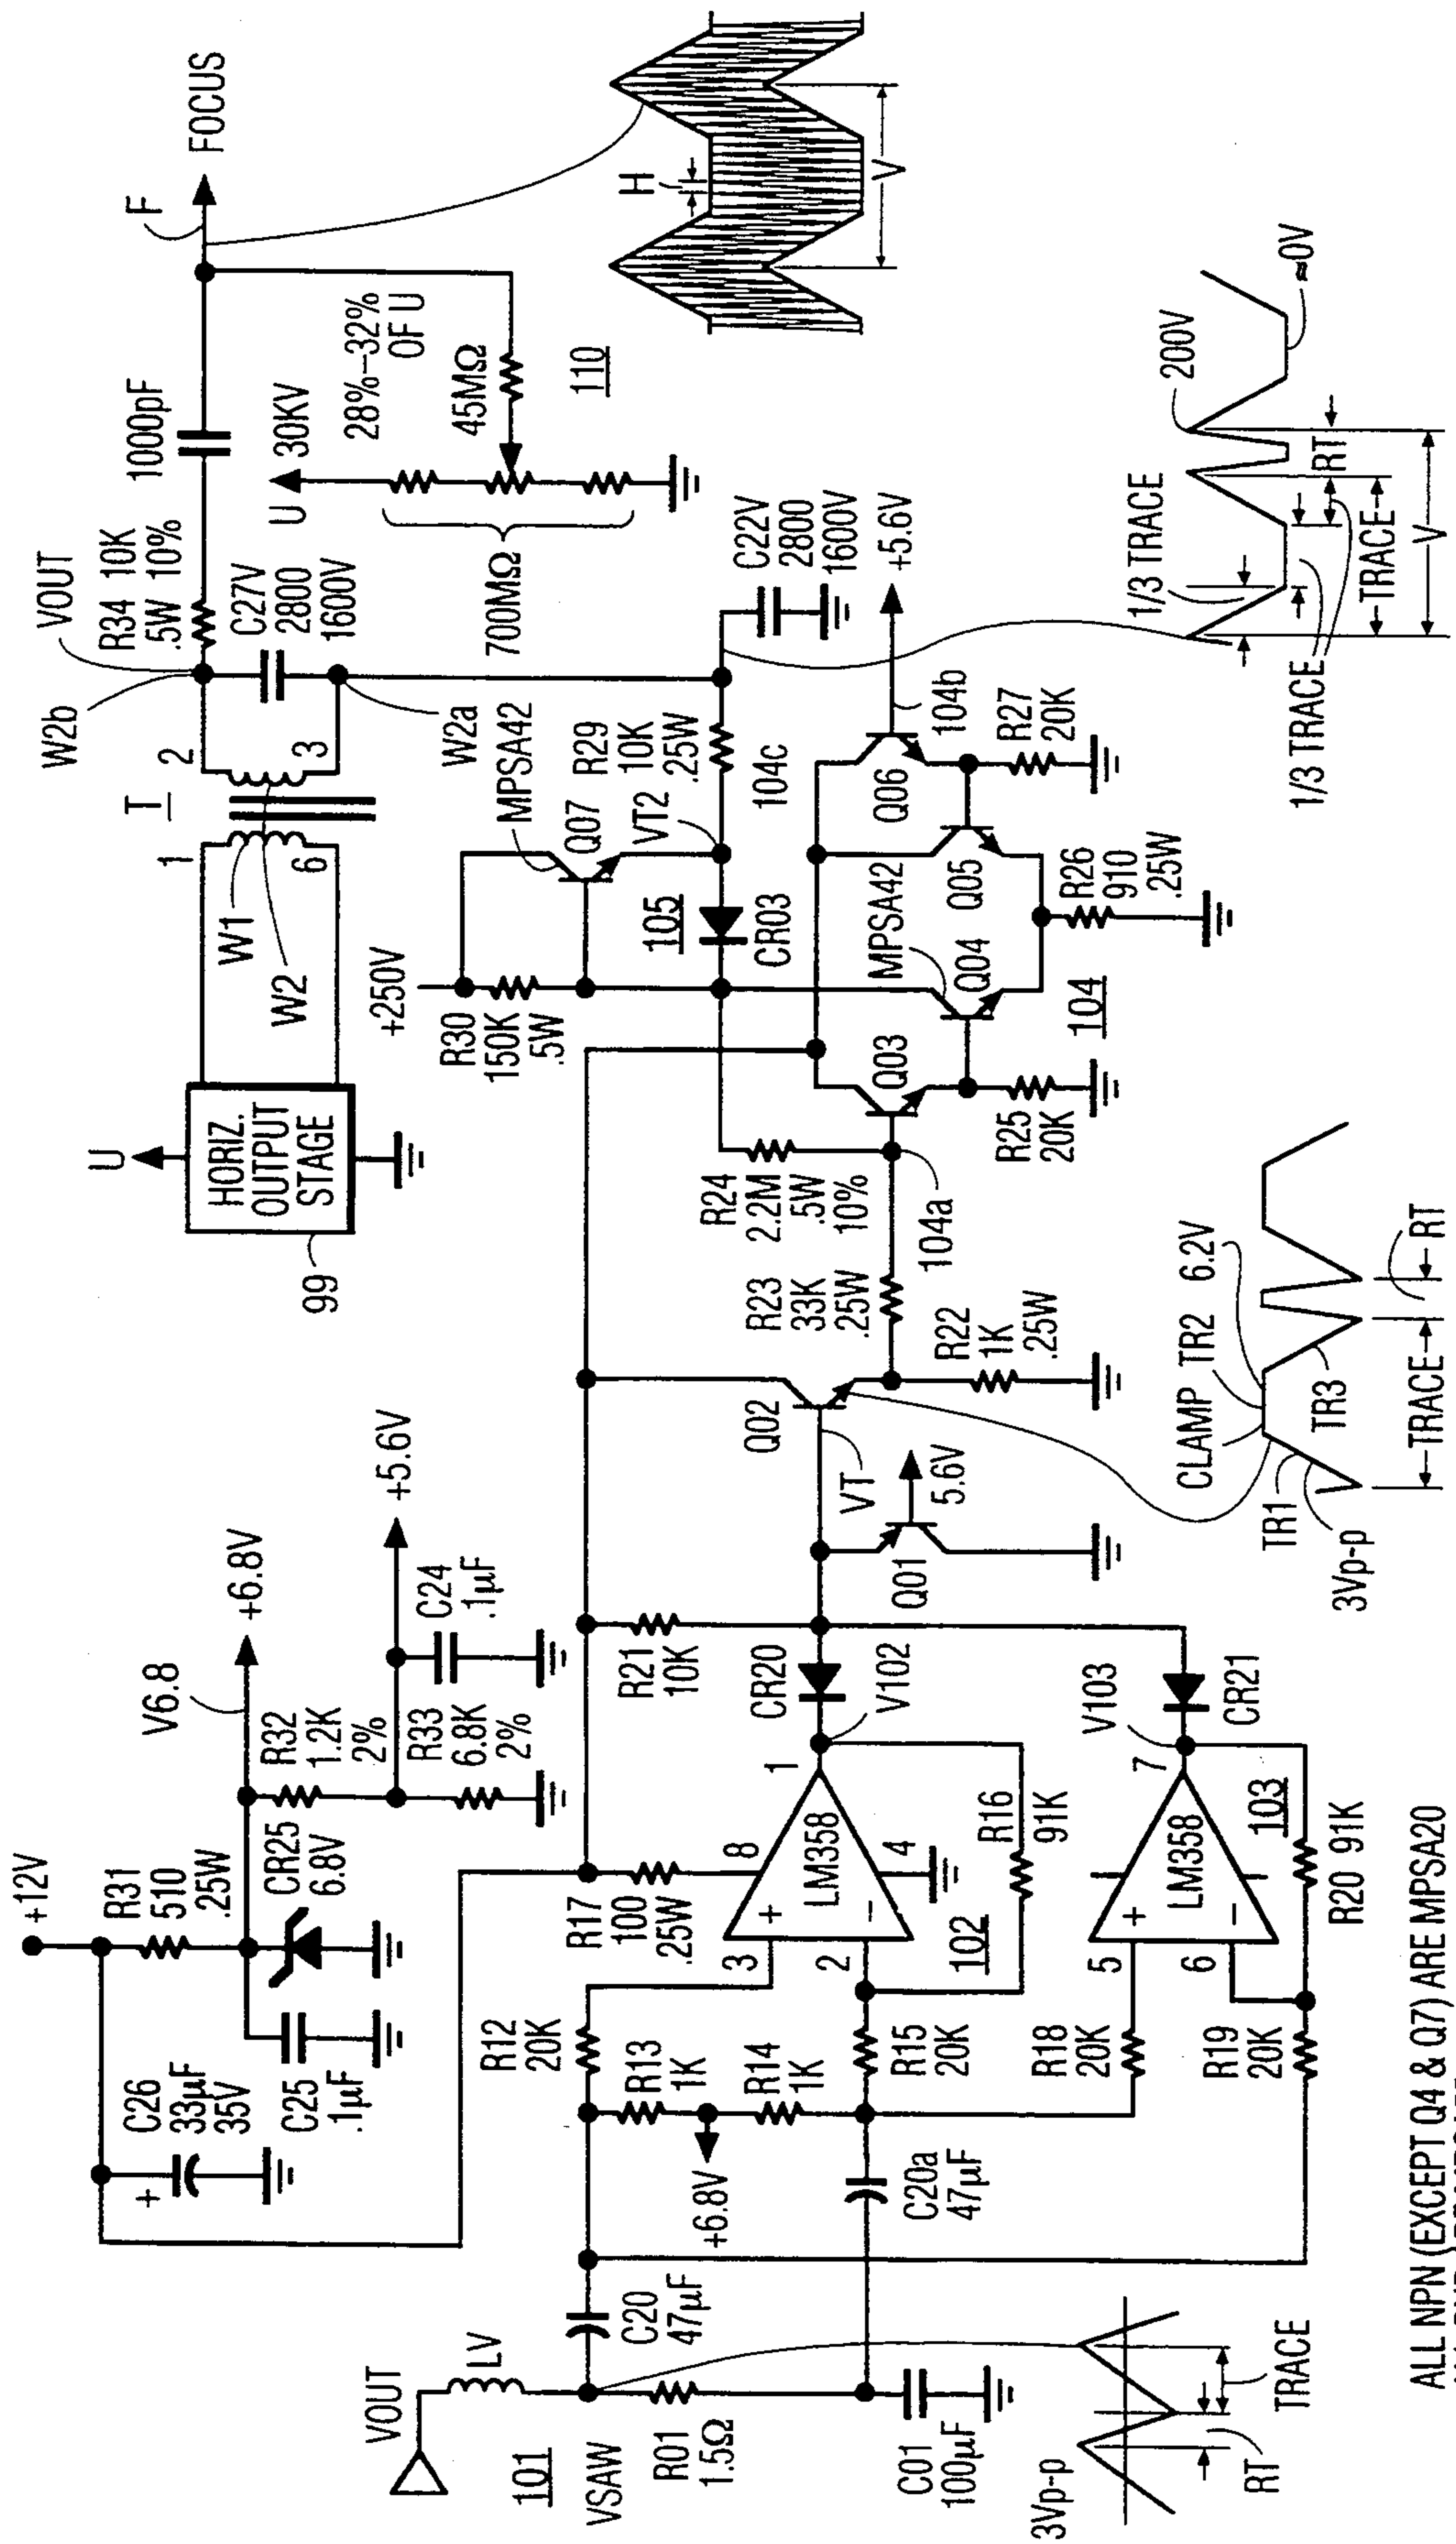 +12V
C26
33µF
35V
+
R31
510
.25W
V6.8
+6.8V
C25
.1µF
CR25
6.8V
R32
1.2K
2%
+5.6V
R33
6.8K
2%
C24
.1µF
U
HORIZ.
OUTPUT
STAGE
99
T
1
6
W1
W2
2
3
W2b
VOUT
W2a
R34 10K
.5W 10%
C27V
2800
1600V
1000pF
F
FOCUS
U
30KV
28%–32%
OF U
45MΩ
700MΩ
110
H
V
+250V
R30
150K
.5W
MPSA42
Q07
VT2
105
CR03
R29
10K
.25W
104c
C22V
2800
1600V
VOUT
LV
101
VSAW
R01
1.5Ω
C01
100µF
C20
47µF
C20a
47µF
+6.8V
R12
20K
R13
1K
R14
1K
R15
20K
R17
100
.25W
3
2
8
1
4
+
–
LM358
102
R16
91K
V102
CR20
R21
10K
R18
20K
R19
20K
5
6
7
+
–
LM358
103
R20 91K
V103
CR21
Q01
5.6V
VT
Q02
R22
1K
.25W
R23
33K
.25W
R24
2.2M
.5W
10%
104a
Q03
R25
20K
MPSA42
Q04
104
Q05
R26
910
.25W
Q06
R27
20K
104b
+5.6V
3Vp-p
RT
TRACE
3Vp-p
TR1
CLAMP
TR2
6.2V
TR3
TRACE
RT
1/3 TRACE
1/3 TRACE
TRACE
V
RT
200V
≈0V
ALL NPN (EXCEPT Q4 & Q7) ARE MPSA20